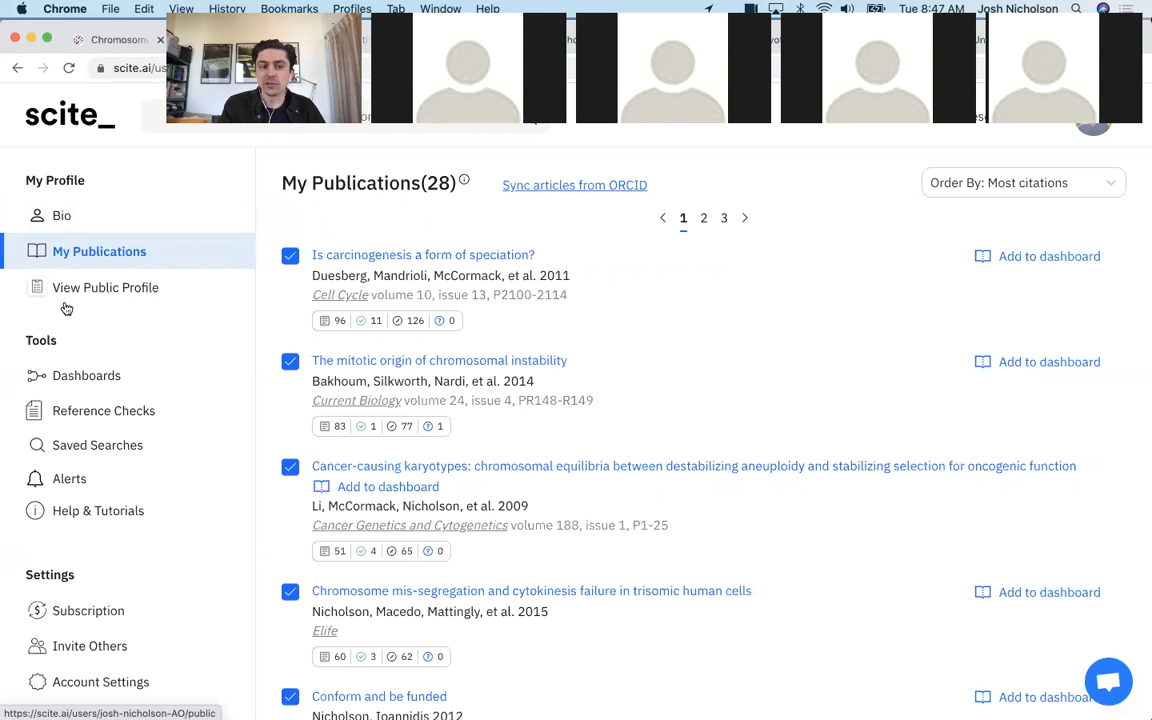 Chrome File Edit View History Bookmarks Profiles Tab Window Help Tue 8:47 AM Josh Nicholson
Chromosome
scite.ai/us
scite_
My Profile
Bio
My Publications
View Public Profile
Tools
Dashboards
Reference Checks
Saved Searches
Alerts
Help & Tutorials
Settings
Subscription
Invite Others
Account Settings
https://scite.ai/users/josh-nicholson-AO/public
My Publications(28)
Sync articles from ORCID
Order By: Most citations
1 2 3
Is carcinogenesis a form of speciation?
Add to dashboard
Duesberg, Mandrioli, McCormack, et al. 2011
Cell Cycle volume 10, issue 13, P2100-2114
96 11 126 0
The mitotic origin of chromosomal instability
Add to dashboard
Bakhoum, Silkworth, Nardi, et al. 2014
Current Biology volume 24, issue 4, PR148-R149
83 1 77 1
Cancer-causing karyotypes: chromosomal equilibria between destabilizing aneuploidy and stabilizing selection for oncogenic function
Add to dashboard
Li, McCormack, Nicholson, et al. 2009
Cancer Genetics and Cytogenetics volume 188, issue 1, P1-25
51 4 65 0
Chromosome mis-segregation and cytokinesis failure in trisomic human cells
Add to dashboard
Nicholson, Macedo, Mattingly, et al. 2015
Elife
60 3 62 0
Conform and be funded
Add to dashboa
Nicholson, Ioannidis 2012